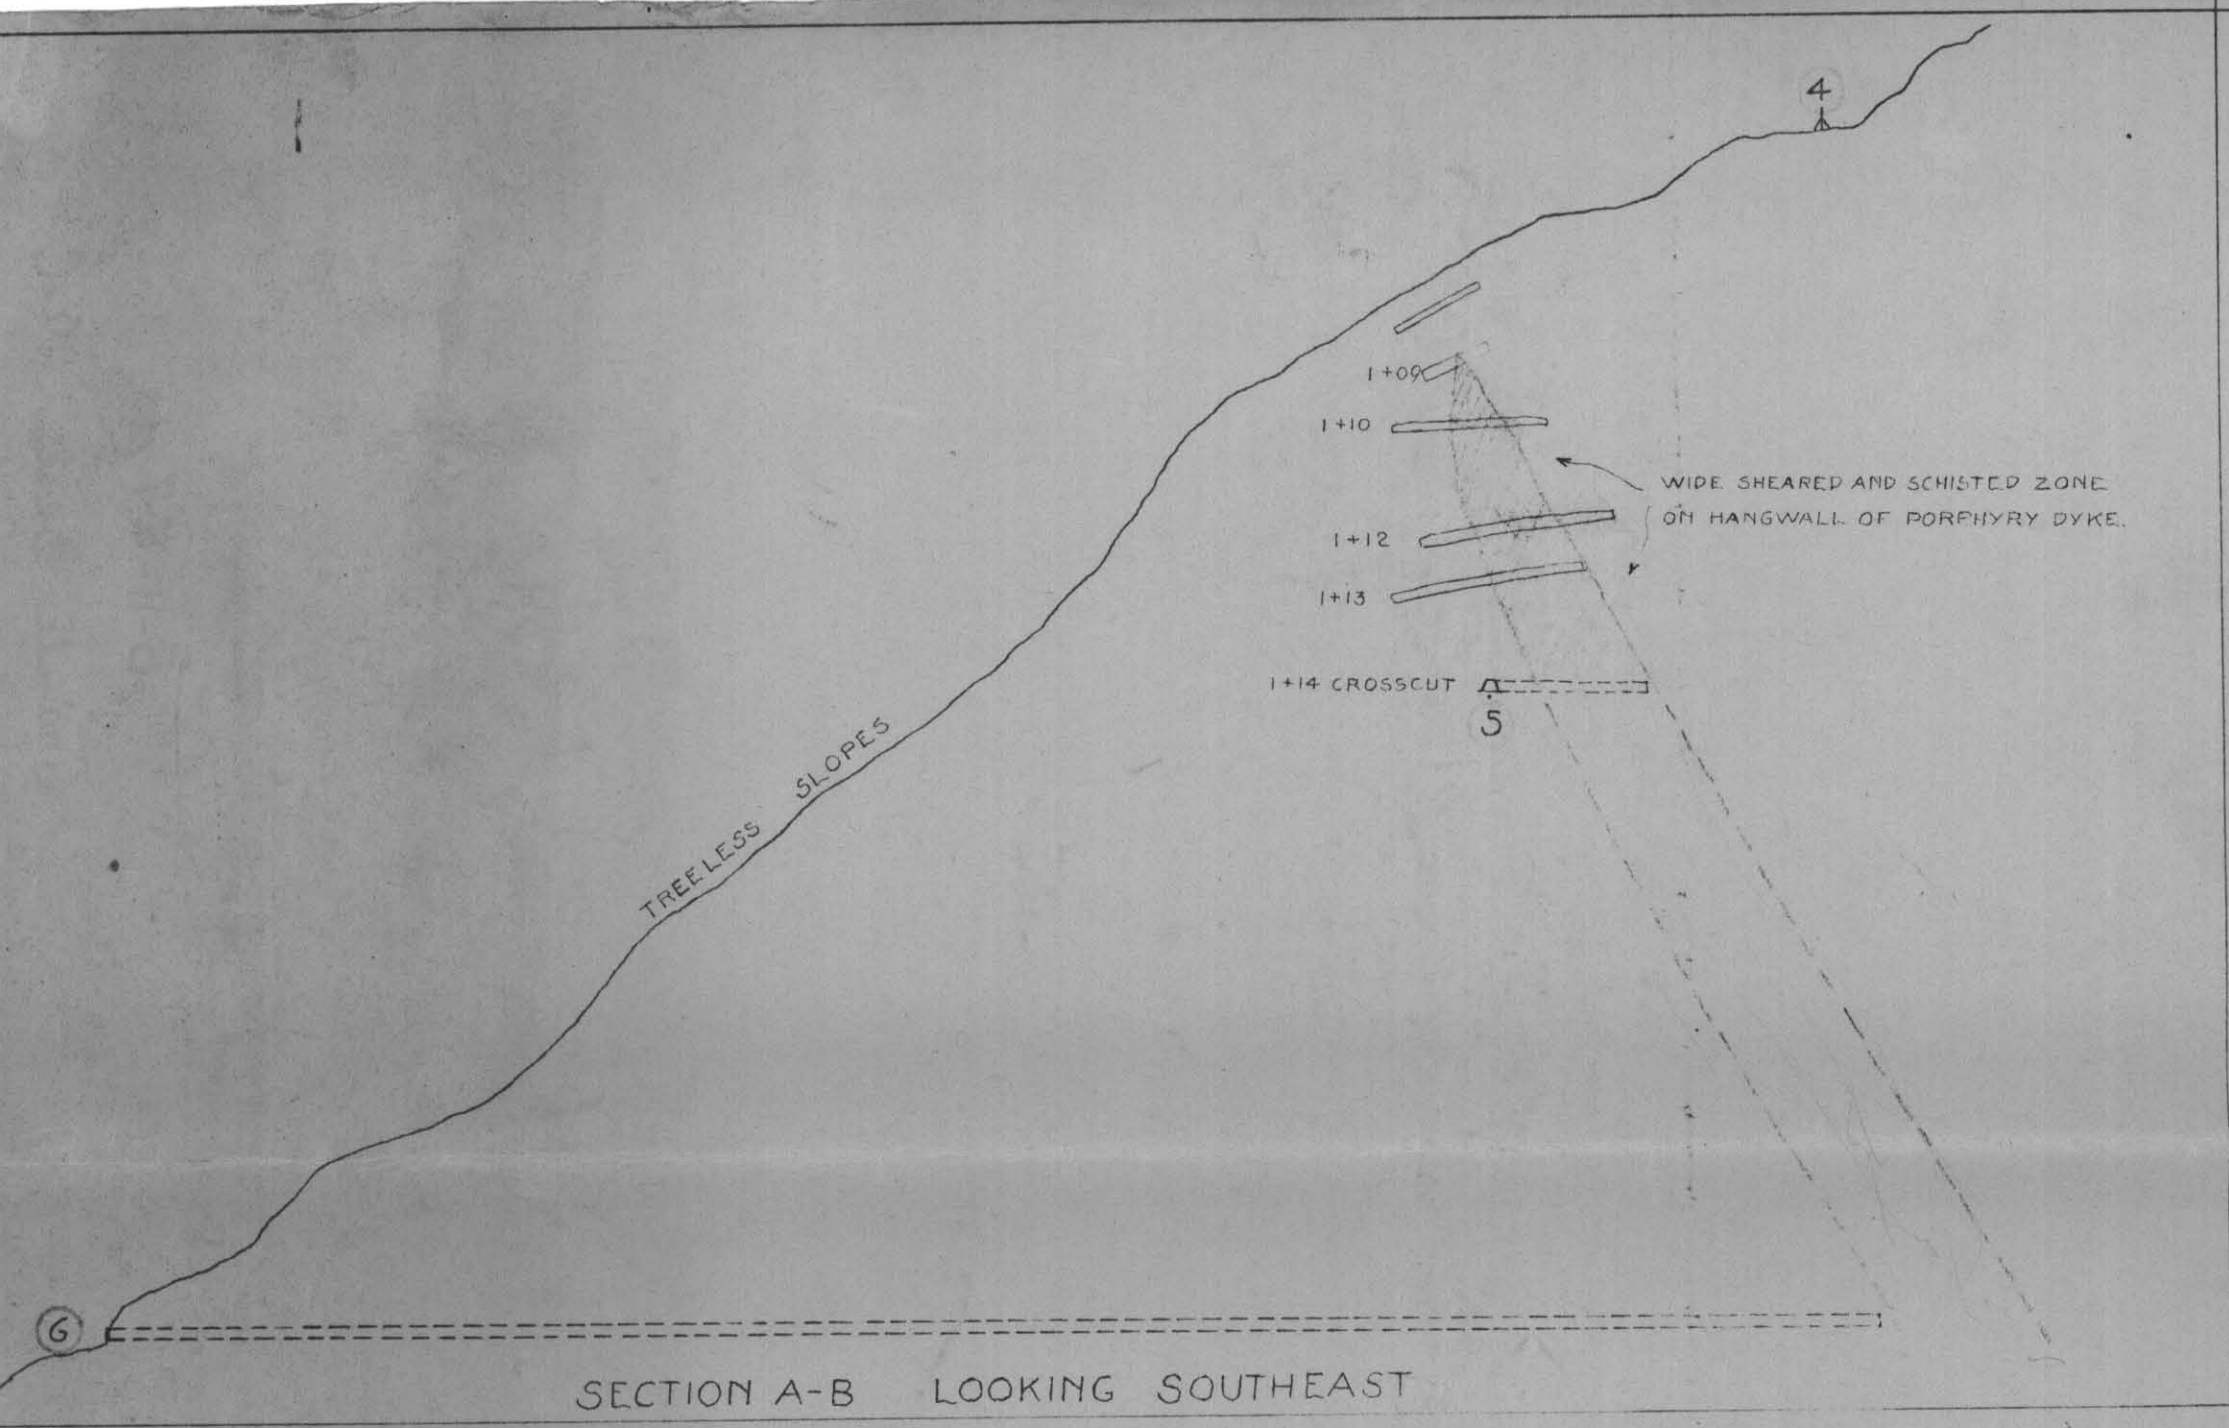 4
1+09
1+10
WIDE SHEARED AND SCHISTED ZONE
ON HANGWALL OF PORPHYRY DYKE.
1+12
1+13
1+14 CROSSCUT
5
TREELESS SLOPES
6
SECTION A-B LOOKING SOUTHEAST